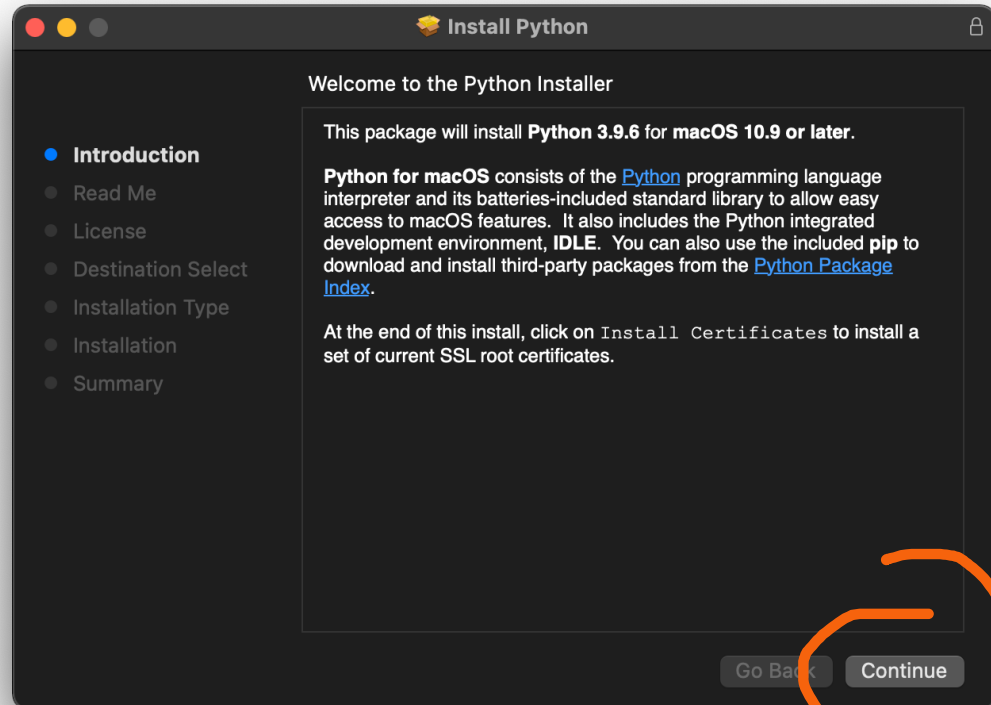 Install Python
Welcome to the Python Installer
Introduction
Read Me
License
Destination Select
Installation Type
Installation
Summary
This package will install Python 3.9.6 for macOS 10.9 or later.
Python for macOS consists of the Python programming language
interpreter and its batteries-included standard library to allow easy
access to macOS features. It also includes the Python integrated
development environment, IDLE. You can also use the included pip to
download and install third-party packages from the Python Package
Index.
At the end of this install, click on Install Certificates to install a
set of current SSL root certificates.
Go Back
Continue